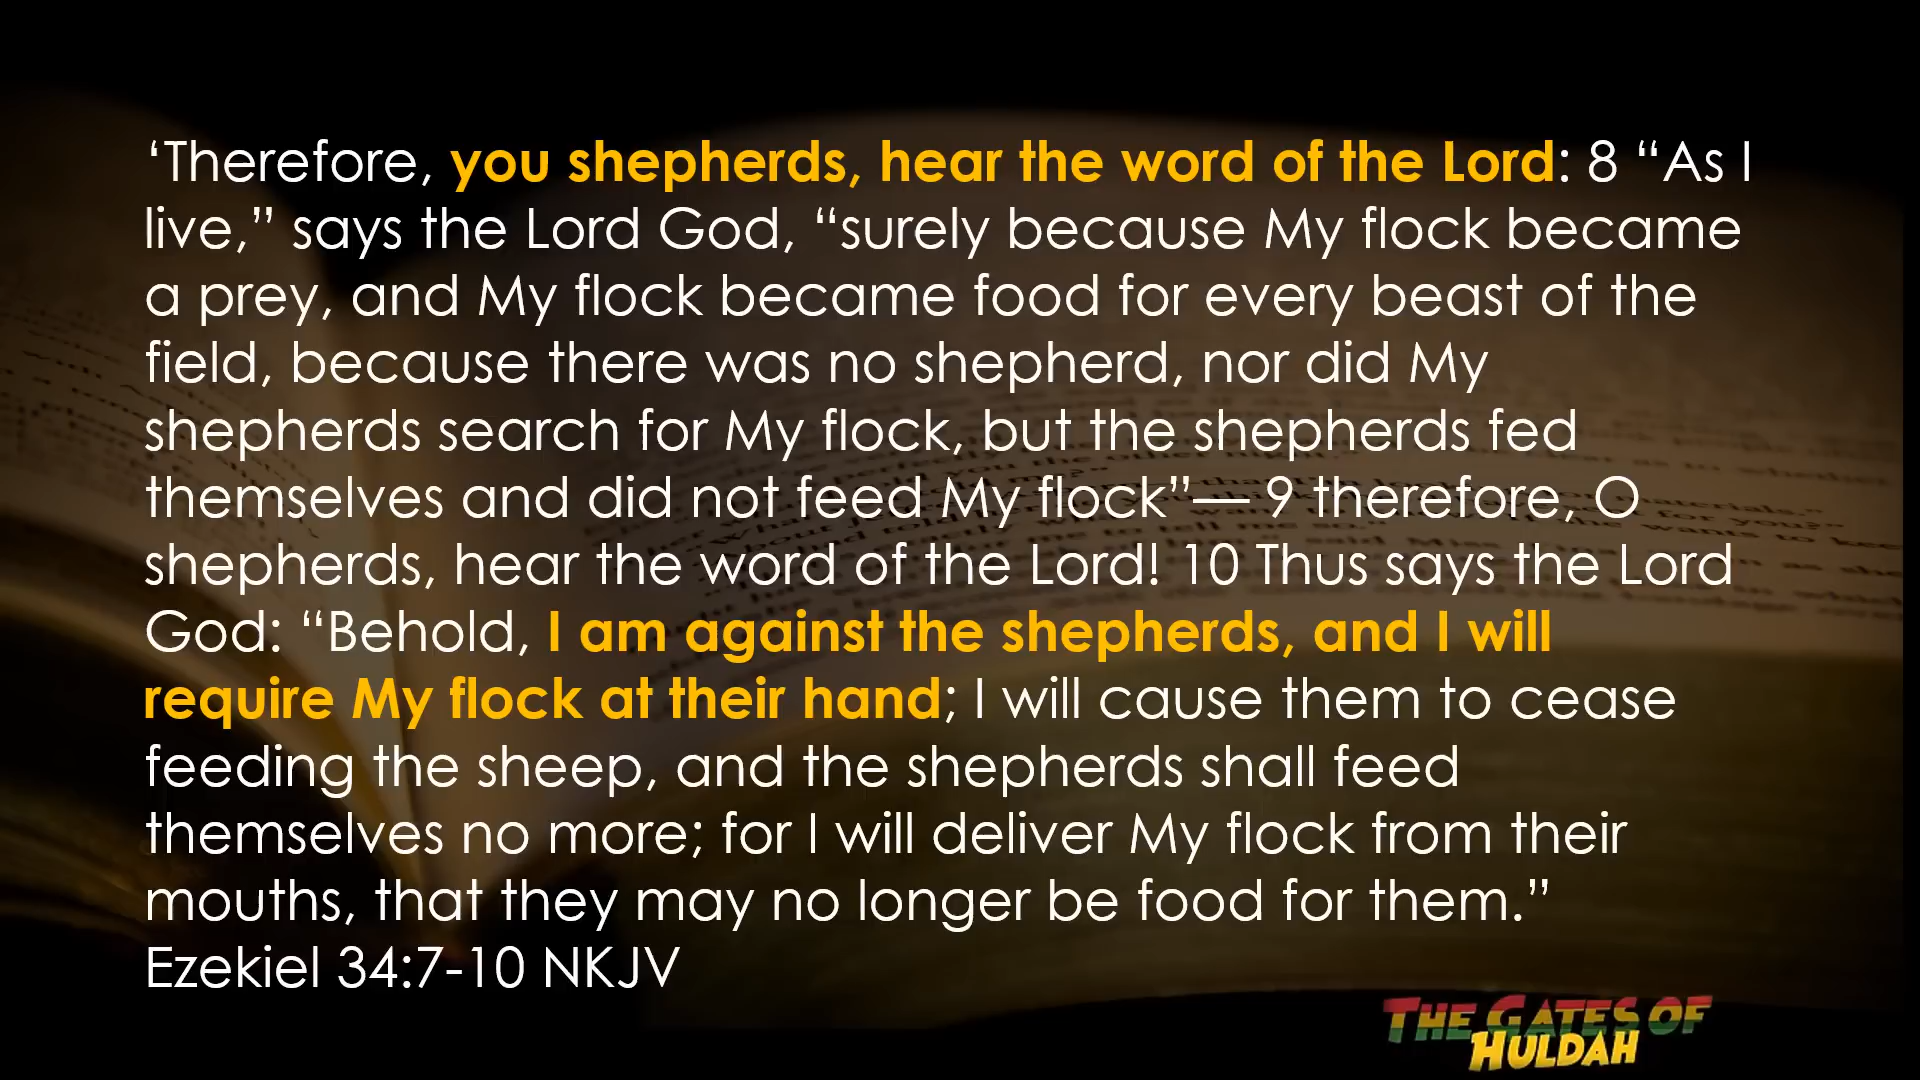 ‘Therefore, you shepherds, hear the word of the Lord: 8 “As I
live,” says the Lord God, “surely because My flock became
a prey, and My flock became food for every beast of the
field, because there was no shepherd, nor did My
shepherds search for My flock, but the shepherds fed
themselves and did not feed My flock”— 9 therefore, O
shepherds, hear the word of the Lord! 10 Thus says the Lord
God: “Behold, I am against the shepherds, and I will
require My flock at their hand; I will cause them to cease
feeding the sheep, and the shepherds shall feed
themselves no more; for I will deliver My flock from their
mouths, that they may no longer be food for them.”
Ezekiel 34:7-10 NKJV
THE GATES OF
HULDAH